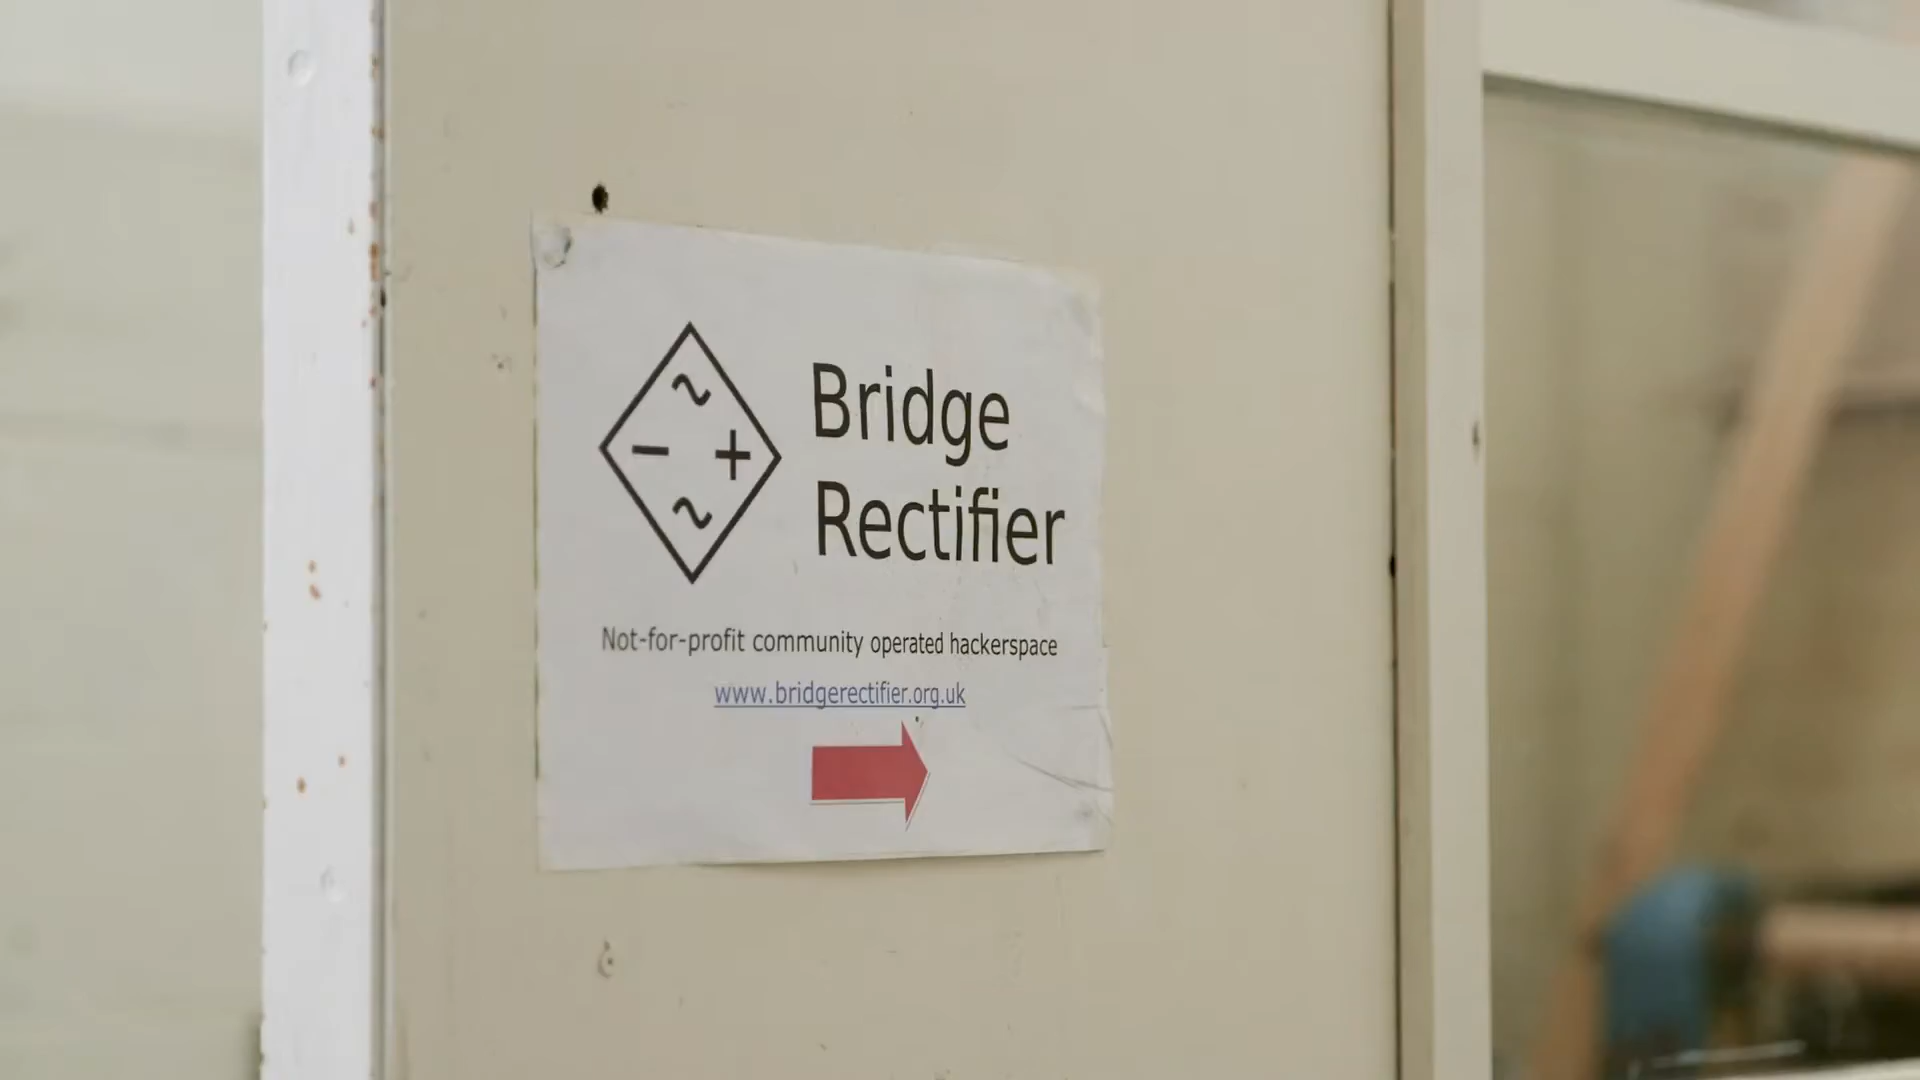 Bridge
Rectifier
~
− +
~
Not-for-profit community operated hackerspace
www.bridgerectifier.org.uk